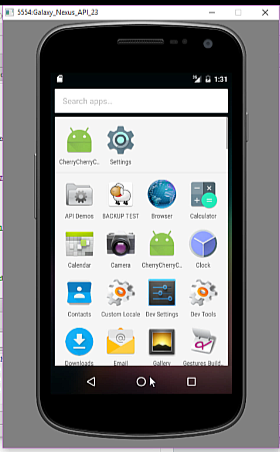 5554:Galaxy_Nexus_API_23
1:31
Search apps...
CherryCherryC...
Settings
API Demos
BACKUP TEST
Browser
Calculator
Calendar
Camera
CherryCherryC...
Clock
Contacts
Custom Locale
Dev Settings
Dev Tools
Downloads
Email
Gallery
Gestures Build...